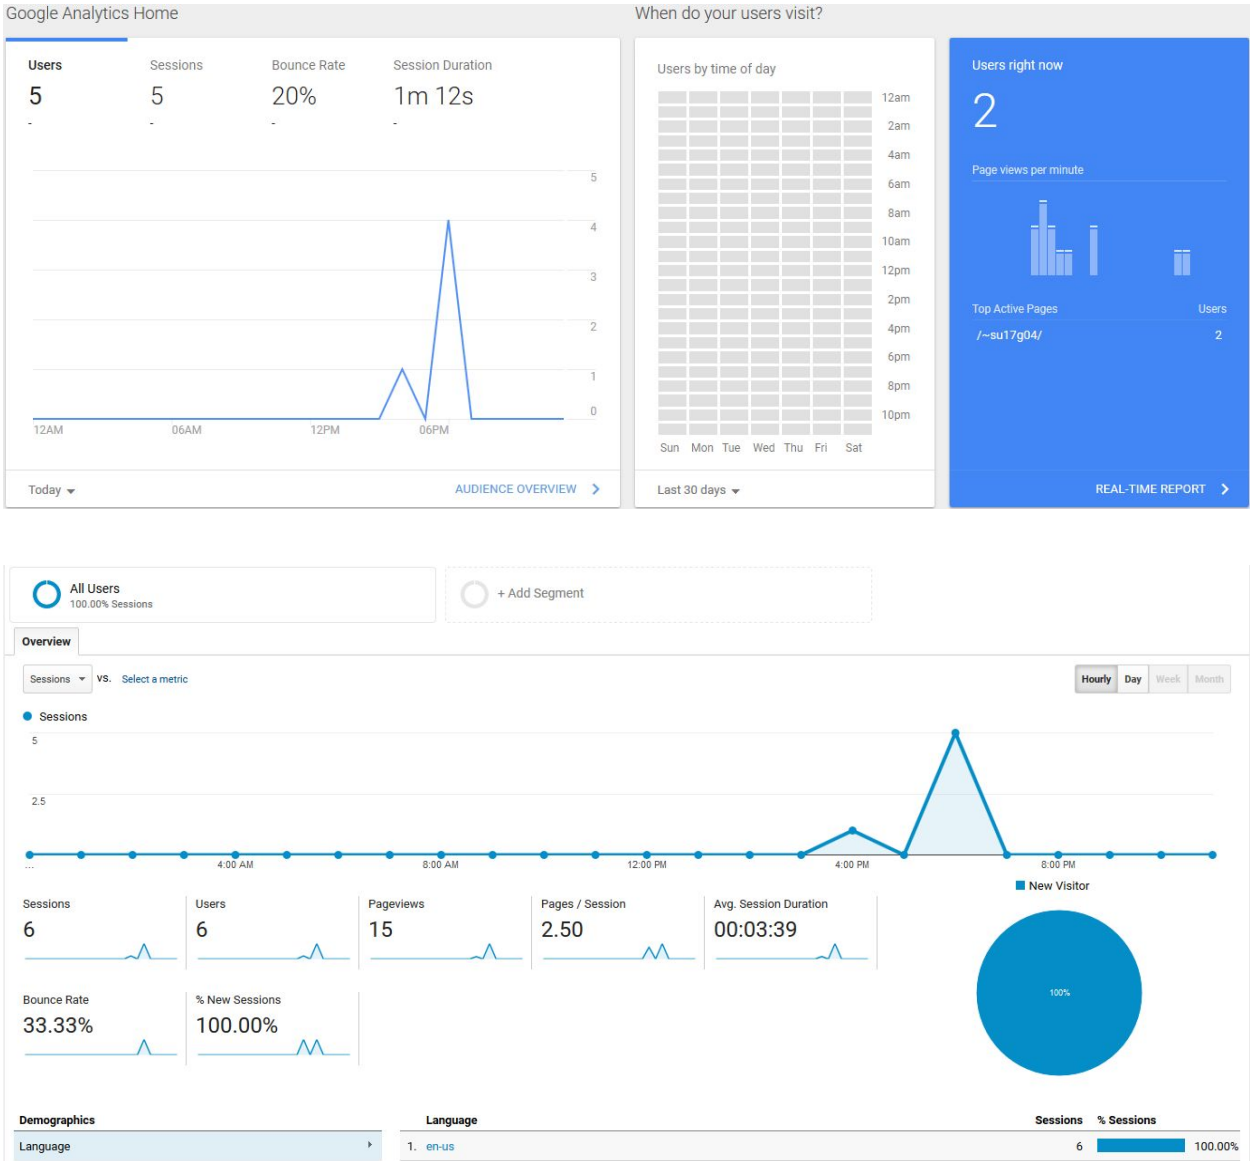 Google Analytics Home
When do your users visit?
Users
Sessions
Bounce Rate
Session Duration
5
5
20%
1m 12s
-
-
-
-
5
4
3
2
1
0
12AM
06AM
12PM
06PM
Today
AUDIENCE OVERVIEW
Users by time of day
12am
2am
4am
6am
8am
10am
12pm
2pm
4pm
6pm
8pm
10pm
Sun Mon Tue Wed Thu Fri Sat
Last 30 days
Users right now
2
Page views per minute
Top Active Pages Users
/~su17g04/ 2
REAL-TIME REPORT
All Users
100.00% Sessions
+ Add Segment
Overview
Sessions VS. Select a metric
Hourly Day Week Month
Sessions
5
2.5
... 4:00 AM 8:00 AM 12:00 PM 4:00 PM 8:00 PM
New Visitor
100%
Sessions
6
Users
6
Pageviews
15
Pages / Session
2.50
Avg. Session Duration
00:03:39
Bounce Rate
33.33%
% New Sessions
100.00%
Demographics
Language
Language Sessions % Sessions
1. en-us 6 100.00%